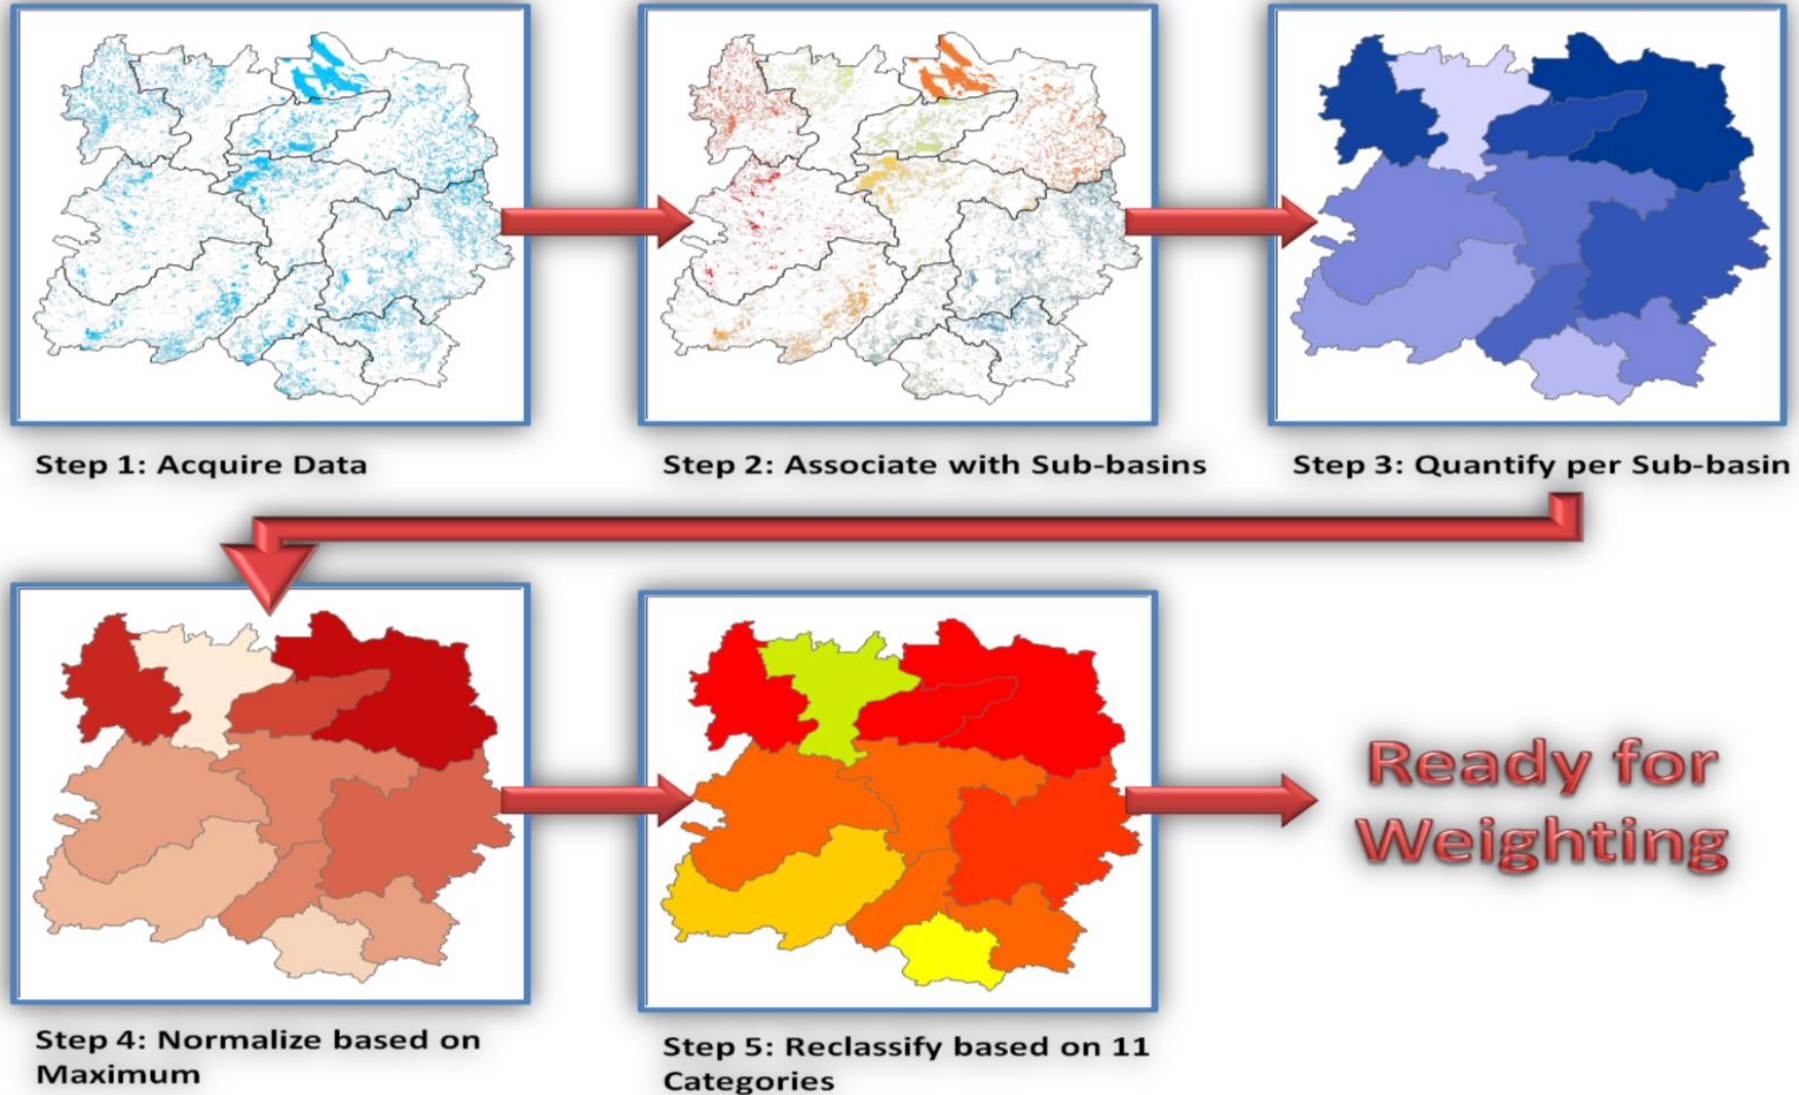 Step 1: Acquire Data
Step 2: Associate with Sub-basins
Step 3: Quantify per Sub-basin
Step 4: Normalize based on
Maximum
Step 5: Reclassify based on 11
Categories
Ready for
Weighting